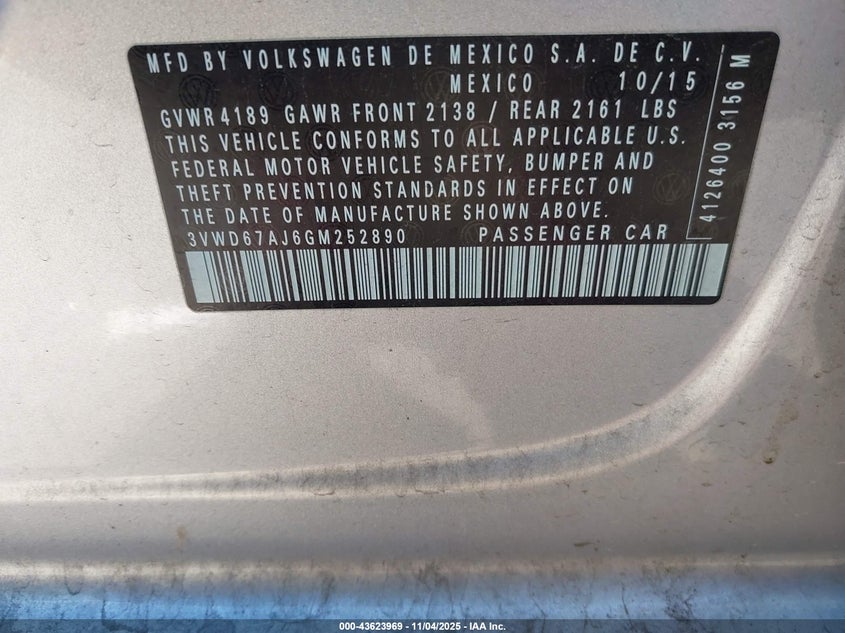 MFD BY VOLKSWAGEN DE MEXICO S.A. DE C.V.
MEXICO 10/15
GVWR 4189 GAWR FRONT 2138 / REAR 2161 LBS
THIS VEHICLE CONFORMS TO ALL APPLICABLE U.S.
FEDERAL MOTOR VEHICLE SAFETY, BUMPER AND
THEFT PREVENTION STANDARDS IN EFFECT ON
THE DATE OF MANUFACTURE SHOWN ABOVE.
3VWD67AJ6GM252890 PASSENGER CAR
4126400 3156 M
000-43623969 - 11/04/2025 - IAA Inc.